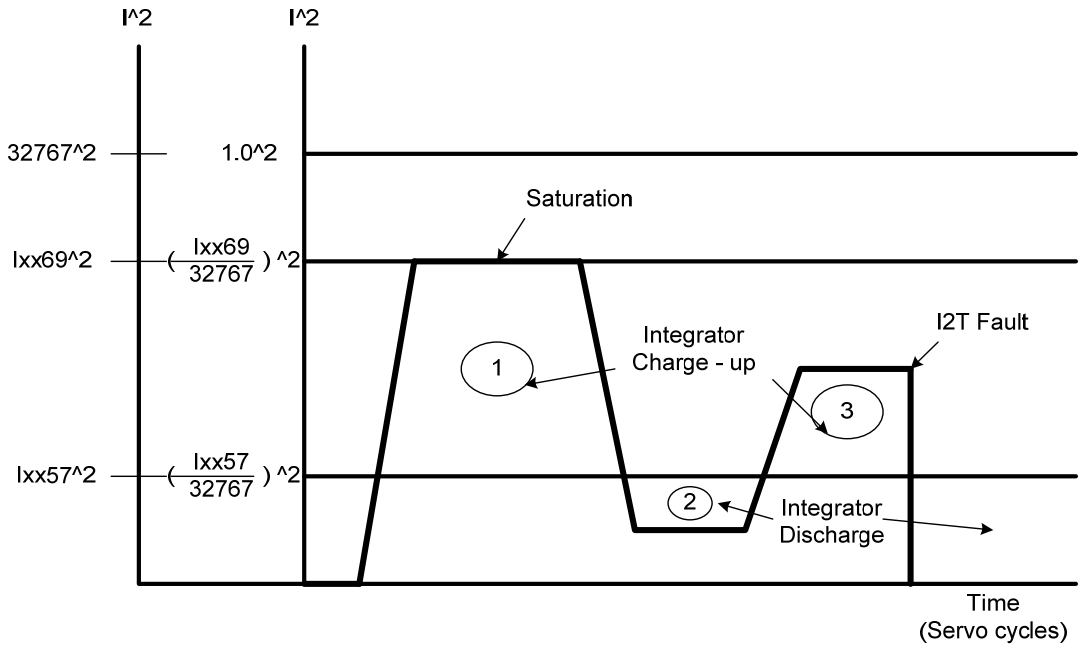 I^2 I^2
32767^2 1.0^2
Saturation
Ixx69^2 ( Ixx69 / 32767 ) ^2
I2T Fault
Integrator
Charge - up
1
3
Ixx57^2 ( Ixx57 / 32767 ) ^2
2
Integrator
Discharge
Time
(Servo cycles)